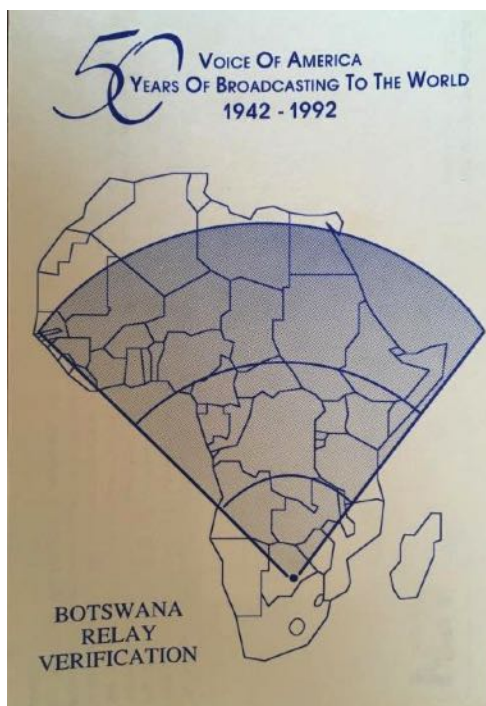 50 VOICE OF AMERICA
YEARS OF BROADCASTING TO THE WORLD
1942 - 1992
BOTSWANA
RELAY
VERIFICATION